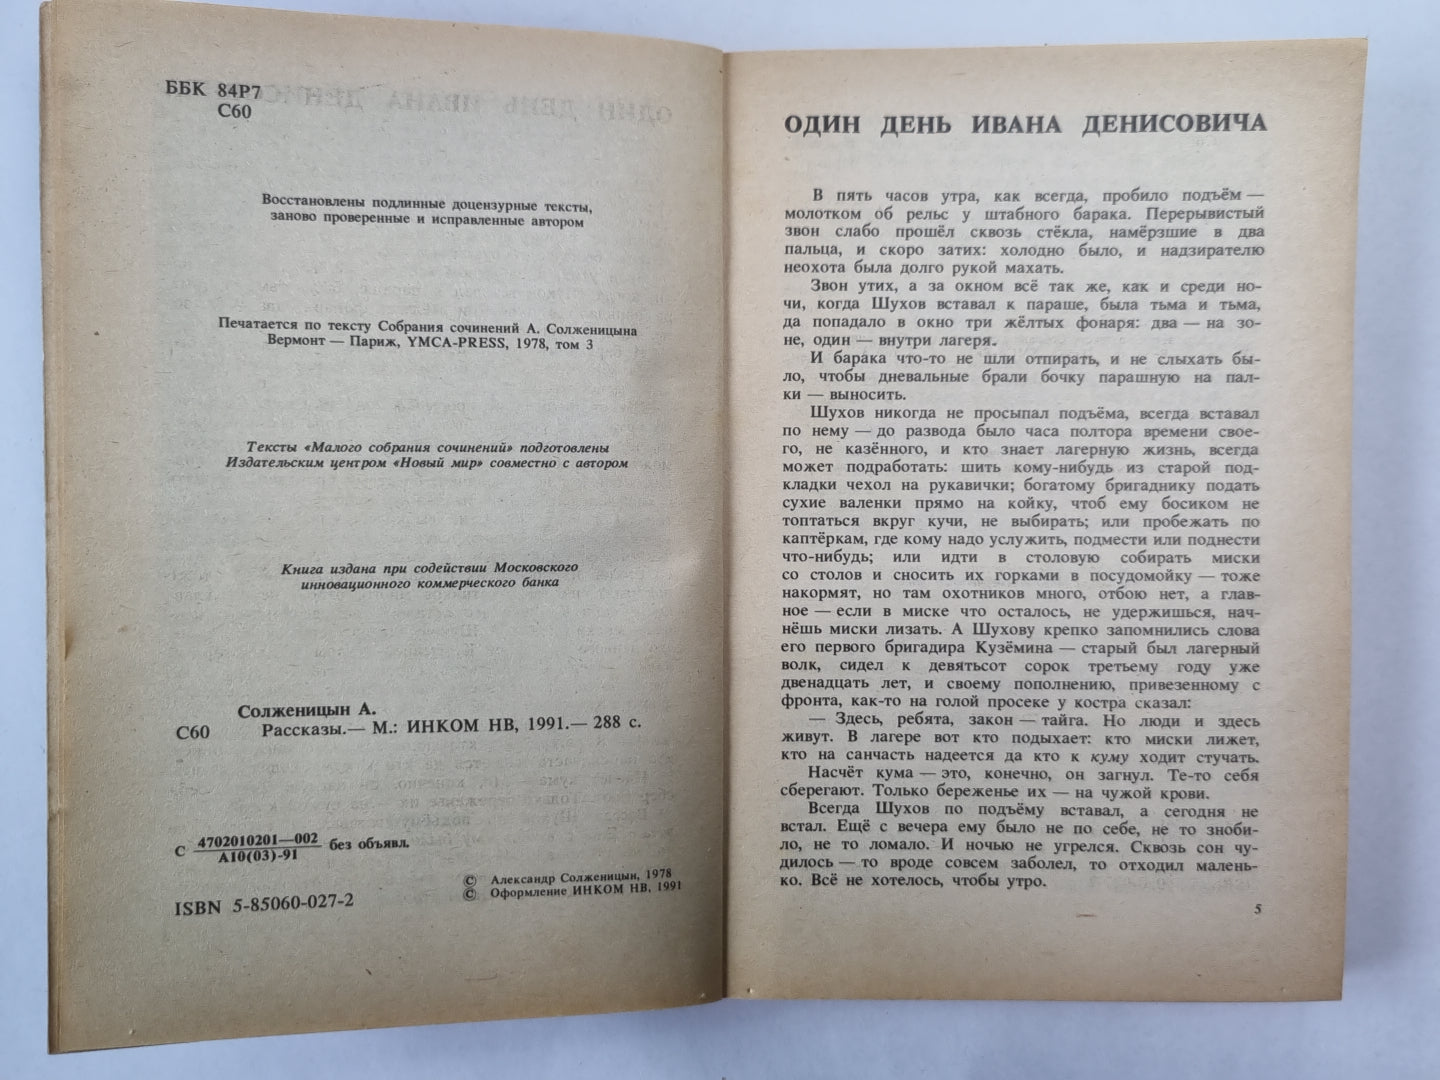 ББК 84Р7
С60
Восстановлены подлинные доцензурные тексты,
заново проверенные и исправленные автором
Печатается по тексту Собрания сочинений А. Солженицына
Вермонт — Париж, YMCA-PRESS, 1978, том 3
Тексты «Малого собрания сочинений» подготовлены
Издательским центром «Новый мир» совместно с автором
Книга издана при содействии Московского
инновационного коммерческого банка
Солженицын А.
С60 Рассказы.— М.: ИНКОМ НВ, 1991.— 288 с.
С 4702010201—002 без объявл.
А10(03)-91
© Александр Солженицын, 1978
© Оформление ИНКОМ НВ, 1991
ISBN 5-85060-027-2
ОДИН ДЕНЬ ИВАНА ДЕНИСОВИЧА
В пять часов утра, как всегда, пробило подъём —
молотком об рельс у штабного барака. Перерывистый
звон слабо прошёл сквозь стёкла, намёрзшие в два
пальца, и скоро затих: холодно было, и надзирателю
неохота была долго рукой махать.
Звон утих, а за окном всё так же, как и среди но-
чи, когда Шухов вставал к параше, была тьма и тьма,
да попадало в окно три жёлтых фонаря: два — на зо-
не, один — внутри лагеря.
И барака что-то не шли отпирать, и не слыхать бы-
ло, чтобы дневальные брали бочку парашную на пал-
ки — выносить.
Шухов никогда не просыпал подъёма, всегда вставал
по нему — до развода было часа полтора времени свое-
го, не казённого, и кто знает лагерную жизнь, всегда
может подработать: шить кому-нибудь из старой под-
кладки чехол на рукавички; богатому бригаднику подать
сухие валенки прямо на койку, чтоб ему босиком не
топтаться вкруг кучи, не выбирать; или пробежать по
каптёркам, где кому надо услужить, подмести или поднести
что-нибудь; или идти в столовую собирать миски
со столов и сносить их горками в посудомойку — тоже
накормят, но там охотников много, отбою нет, а глав-
ное — если в миске что осталось, не удержишься, нач-
нёшь миски лизать. А Шухову крепко запомнились слова
его первого бригадира Кузёмина — старый был лагерный
волк, сидел к девятьсот сорок третьему году уже
двенадцать лет, и своему пополнению, привезенному с
фронта, как-то на голой просеке у костра сказал:
— Здесь, ребята, закон — тайга. Но люди и здесь
живут. В лагере вот кто подыхает: кто миски лижет,
кто на санчасть надеется да кто к куму ходит стучать.
Насчёт кума — это, конечно, он загнул. Те-то себя
сберегают. Только береженье их — на чужой крови.
Всегда Шухов по подъёму вставал, а сегодня не
встал. Ещё с вечера ему было не по себе, не то зноби-
ло, не то ломало. И ночью не угрелся. Сквозь сон чу-
дилось — то вроде совсем заболел, то отходил малень-
ко. Всё не хотелось, чтобы утро.
5